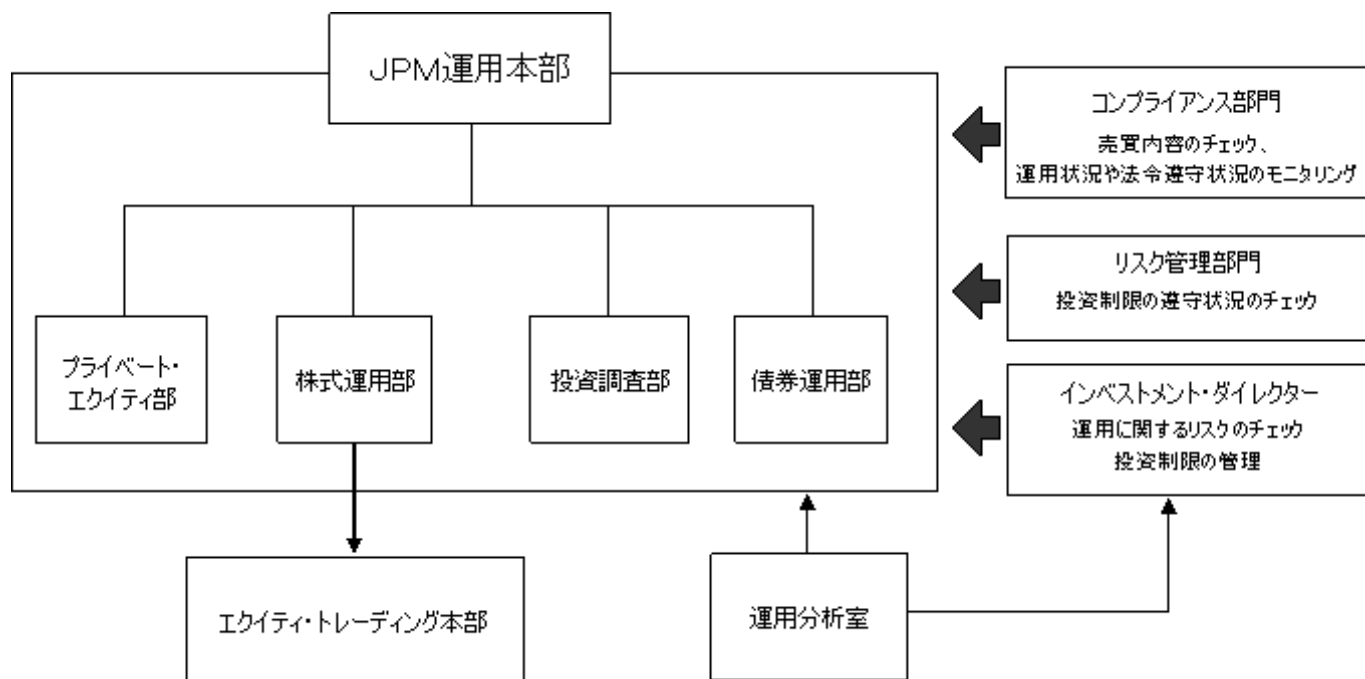 JPM運用本部
コンプライアンス部門
売買内容のチェック、
運用状況や法令遵守状況のモニタリング
リスク管理部門
投資制限の遵守状況のチェック
プライベート・
エクイティ部
株式運用部
投資調査部
債券運用部
インベストメント・ダイレクター
運用に関するリスクのチェック
投資制限の管理
エクイティ・トレーディング本部
運用分析室